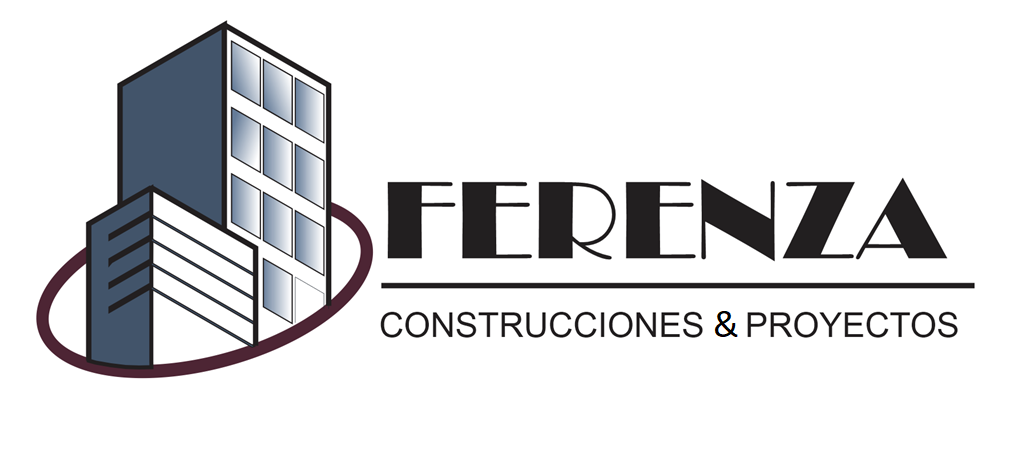 FERENZA
CONSTRUCCIONES & PROYECTOS